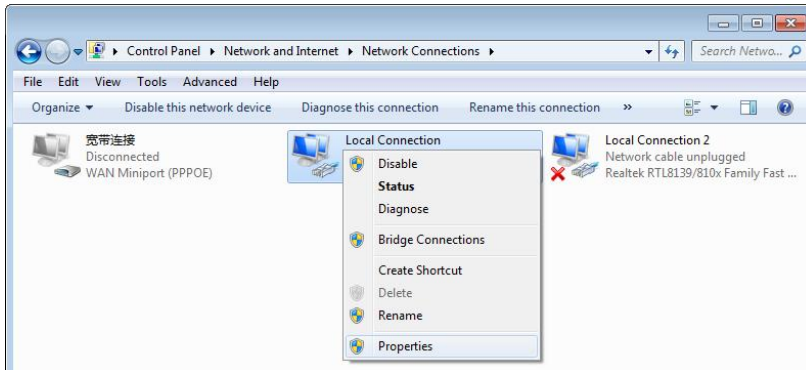 Control Panel ▸ Network and Internet ▸ Network Connections ▸
Search Netwo...
File Edit View Tools Advanced Help
Organize Disable this network device Diagnose this connection Rename this connection »
宽带连接
Disconnected
WAN Miniport (PPPOE)
Local Connection
Disable
Status
Diagnose
Bridge Connections
Create Shortcut
Delete
Rename
Properties
Local Connection 2
Network cable unplugged
Realtek RTL8139/810x Family Fast ...